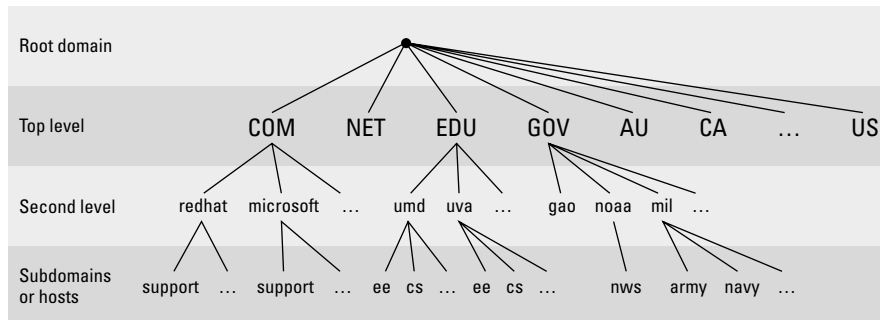 Root domain
Top level COM NET EDU GOV AU CA ... US
Second level redhat microsoft ... umd uva ... gao noaa mil ...
Subdomains
or hosts support ... support ... ee cs ... ee cs ... nws army navy ...